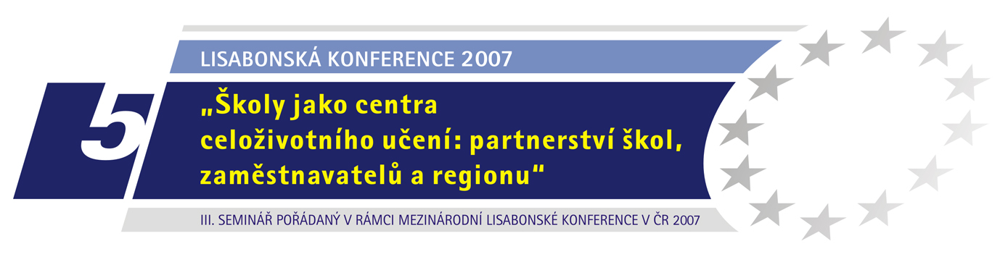 LISABONSKÁ KONFERENCE 2007
5
„Školy jako centra
celoživotního učení: partnerství škol,
zaměstnavatelů a regionu“
III. SEMINÁŘ POŘÁDANÝ V RÁMCI MEZINÁRODNÍ LISABONSKÉ KONFERENCE V ČR 2007